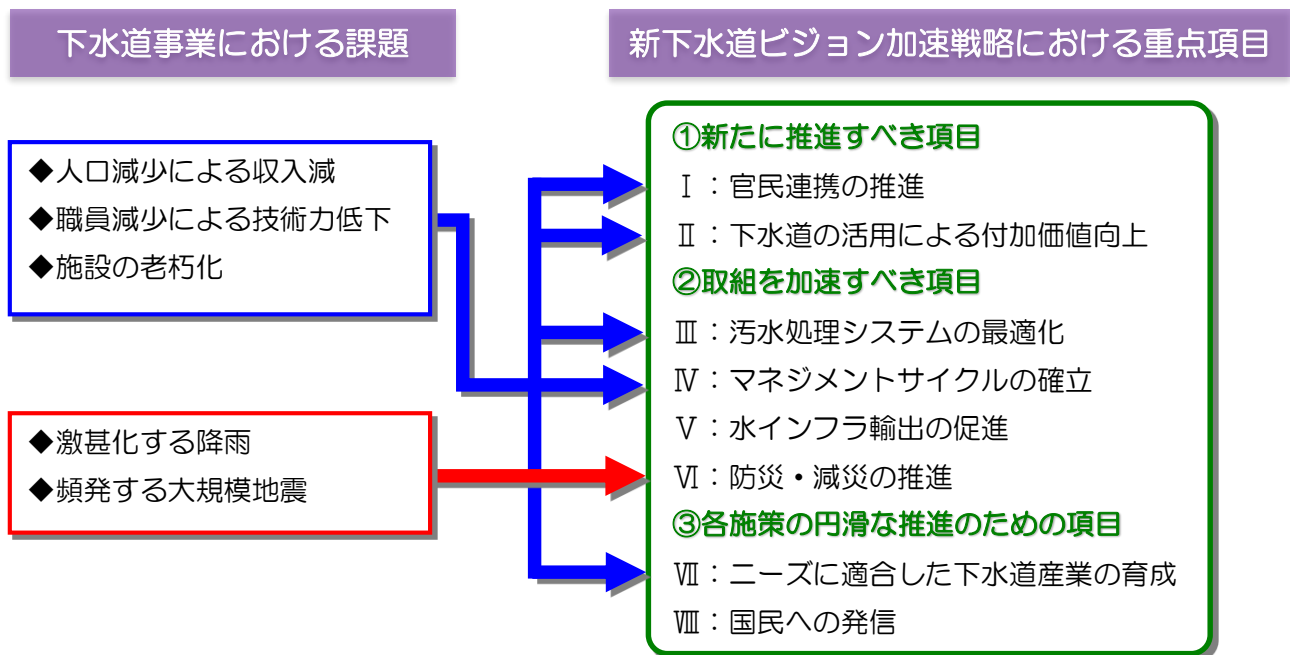 下水道事業における課題
新下水道ビジョン加速戦略における重点項目
◆人口減少による収入減
◆職員減少による技術力低下
◆施設の老朽化
◆激甚化する降雨
◆頻発する大規模地震
①新たに推進すべき項目
Ⅰ：官民連携の推進
Ⅱ：下水道の活用による付加価値向上
②取組を加速すべき項目
Ⅲ：汚水処理システムの最適化
Ⅳ：マネジメントサイクルの確立
Ⅴ：水インフラ輸出の促進
Ⅵ：防災・減災の推進
③各施策の円滑な推進のための項目
Ⅶ：ニーズに適合した下水道産業の育成
Ⅷ：国民への発信